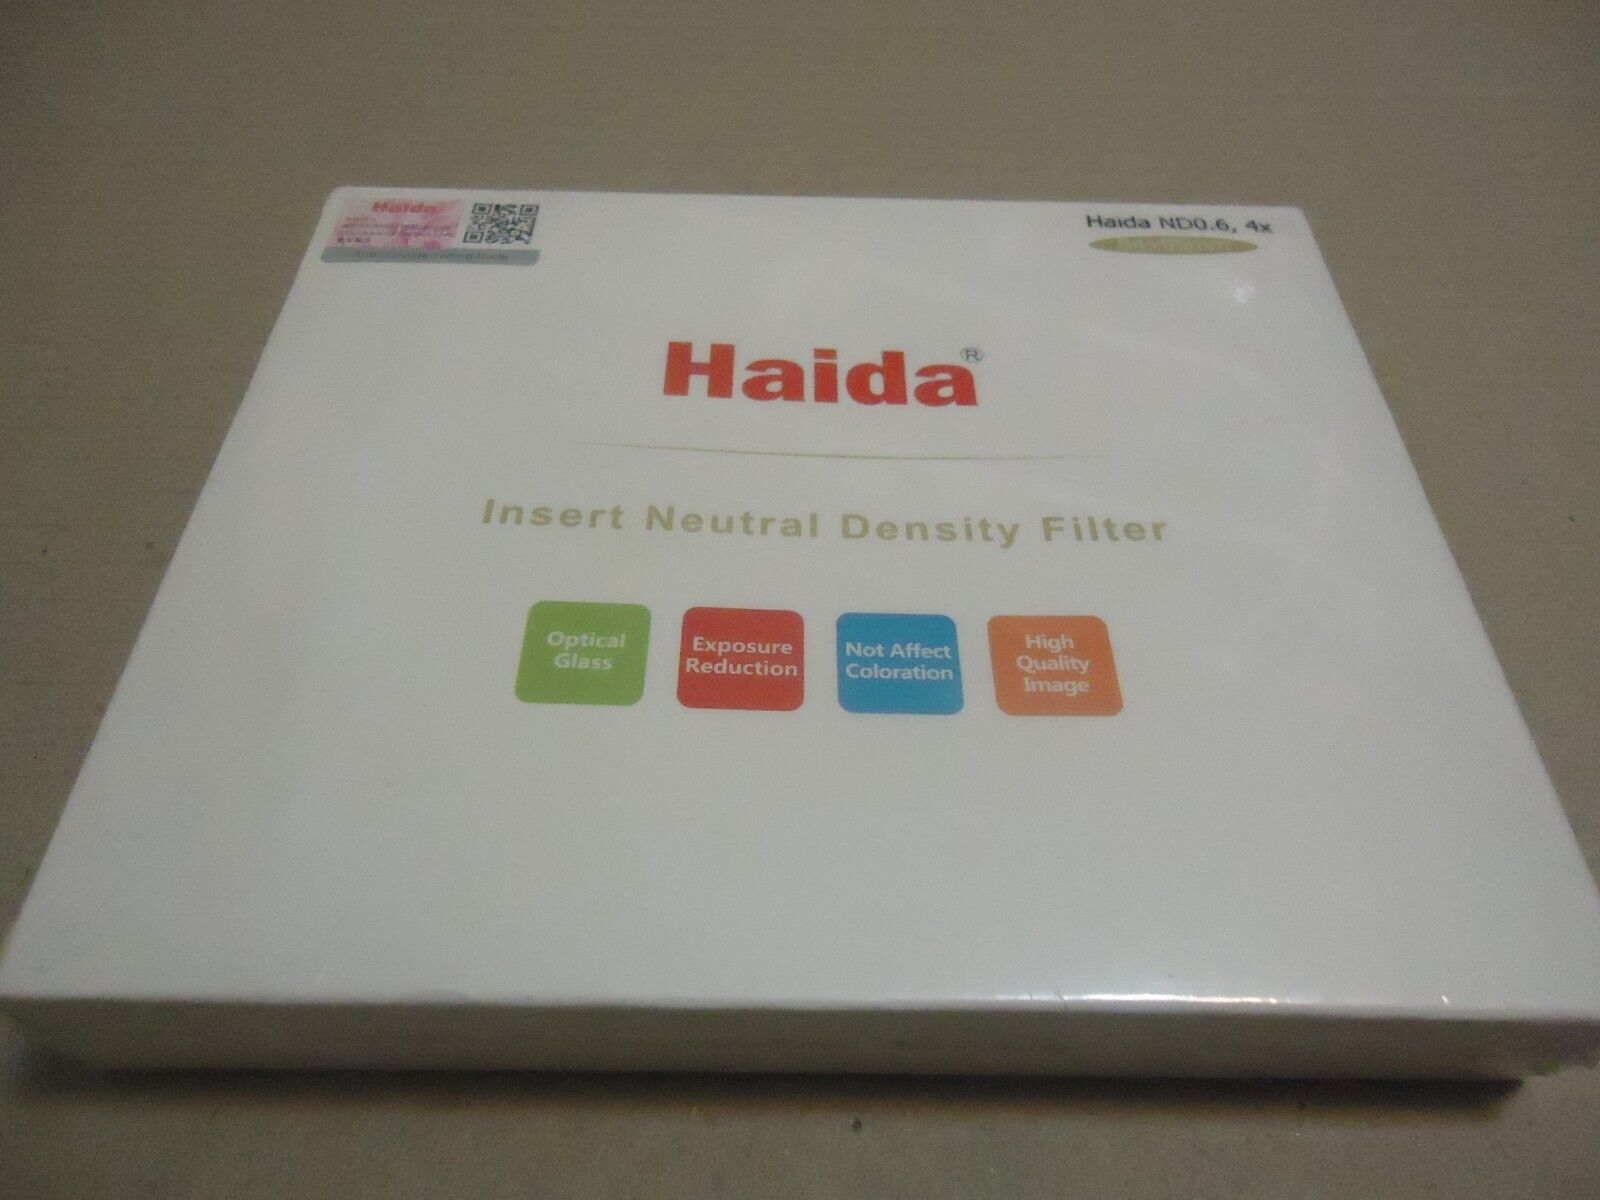 Haida
Haida ND0.6, 4x
Haida®
Insert Neutral Density Filter
Optical
Glass
Exposure
Reduction
Not Affect
Coloration
High
Quality
Image